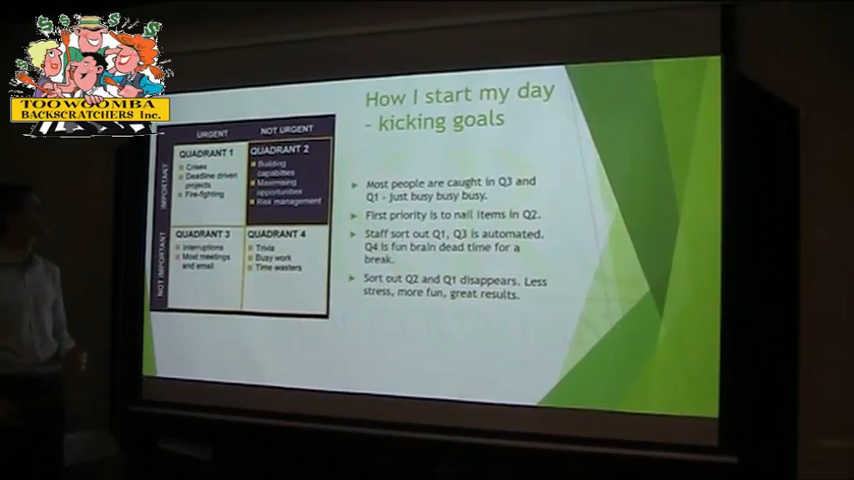 TOOWOOMBA
BACKSCRATCHERS Inc.
How I start my day
- kicking goals
URGENT
NOT URGENT
IMPORTANT
QUADRANT 1
Crises
Deadline driven
projects
Fire-fighting
QUADRANT 2
Building
capabilities
Maximising
opportunities
Risk management
NOT IMPORTANT
QUADRANT 3
Interruptions
Most meetings
and email
QUADRANT 4
Trivia
Busy work
Time wasters
Most people are caught in Q3 and
Q1 - just busy busy busy.
First priority is to nail items in Q2.
Staff sort out Q1, Q3 is automated.
Q4 is fun brain dead time for a
break.
Sort out Q2 and Q1 disappears. Less
stress, more fun, great results.